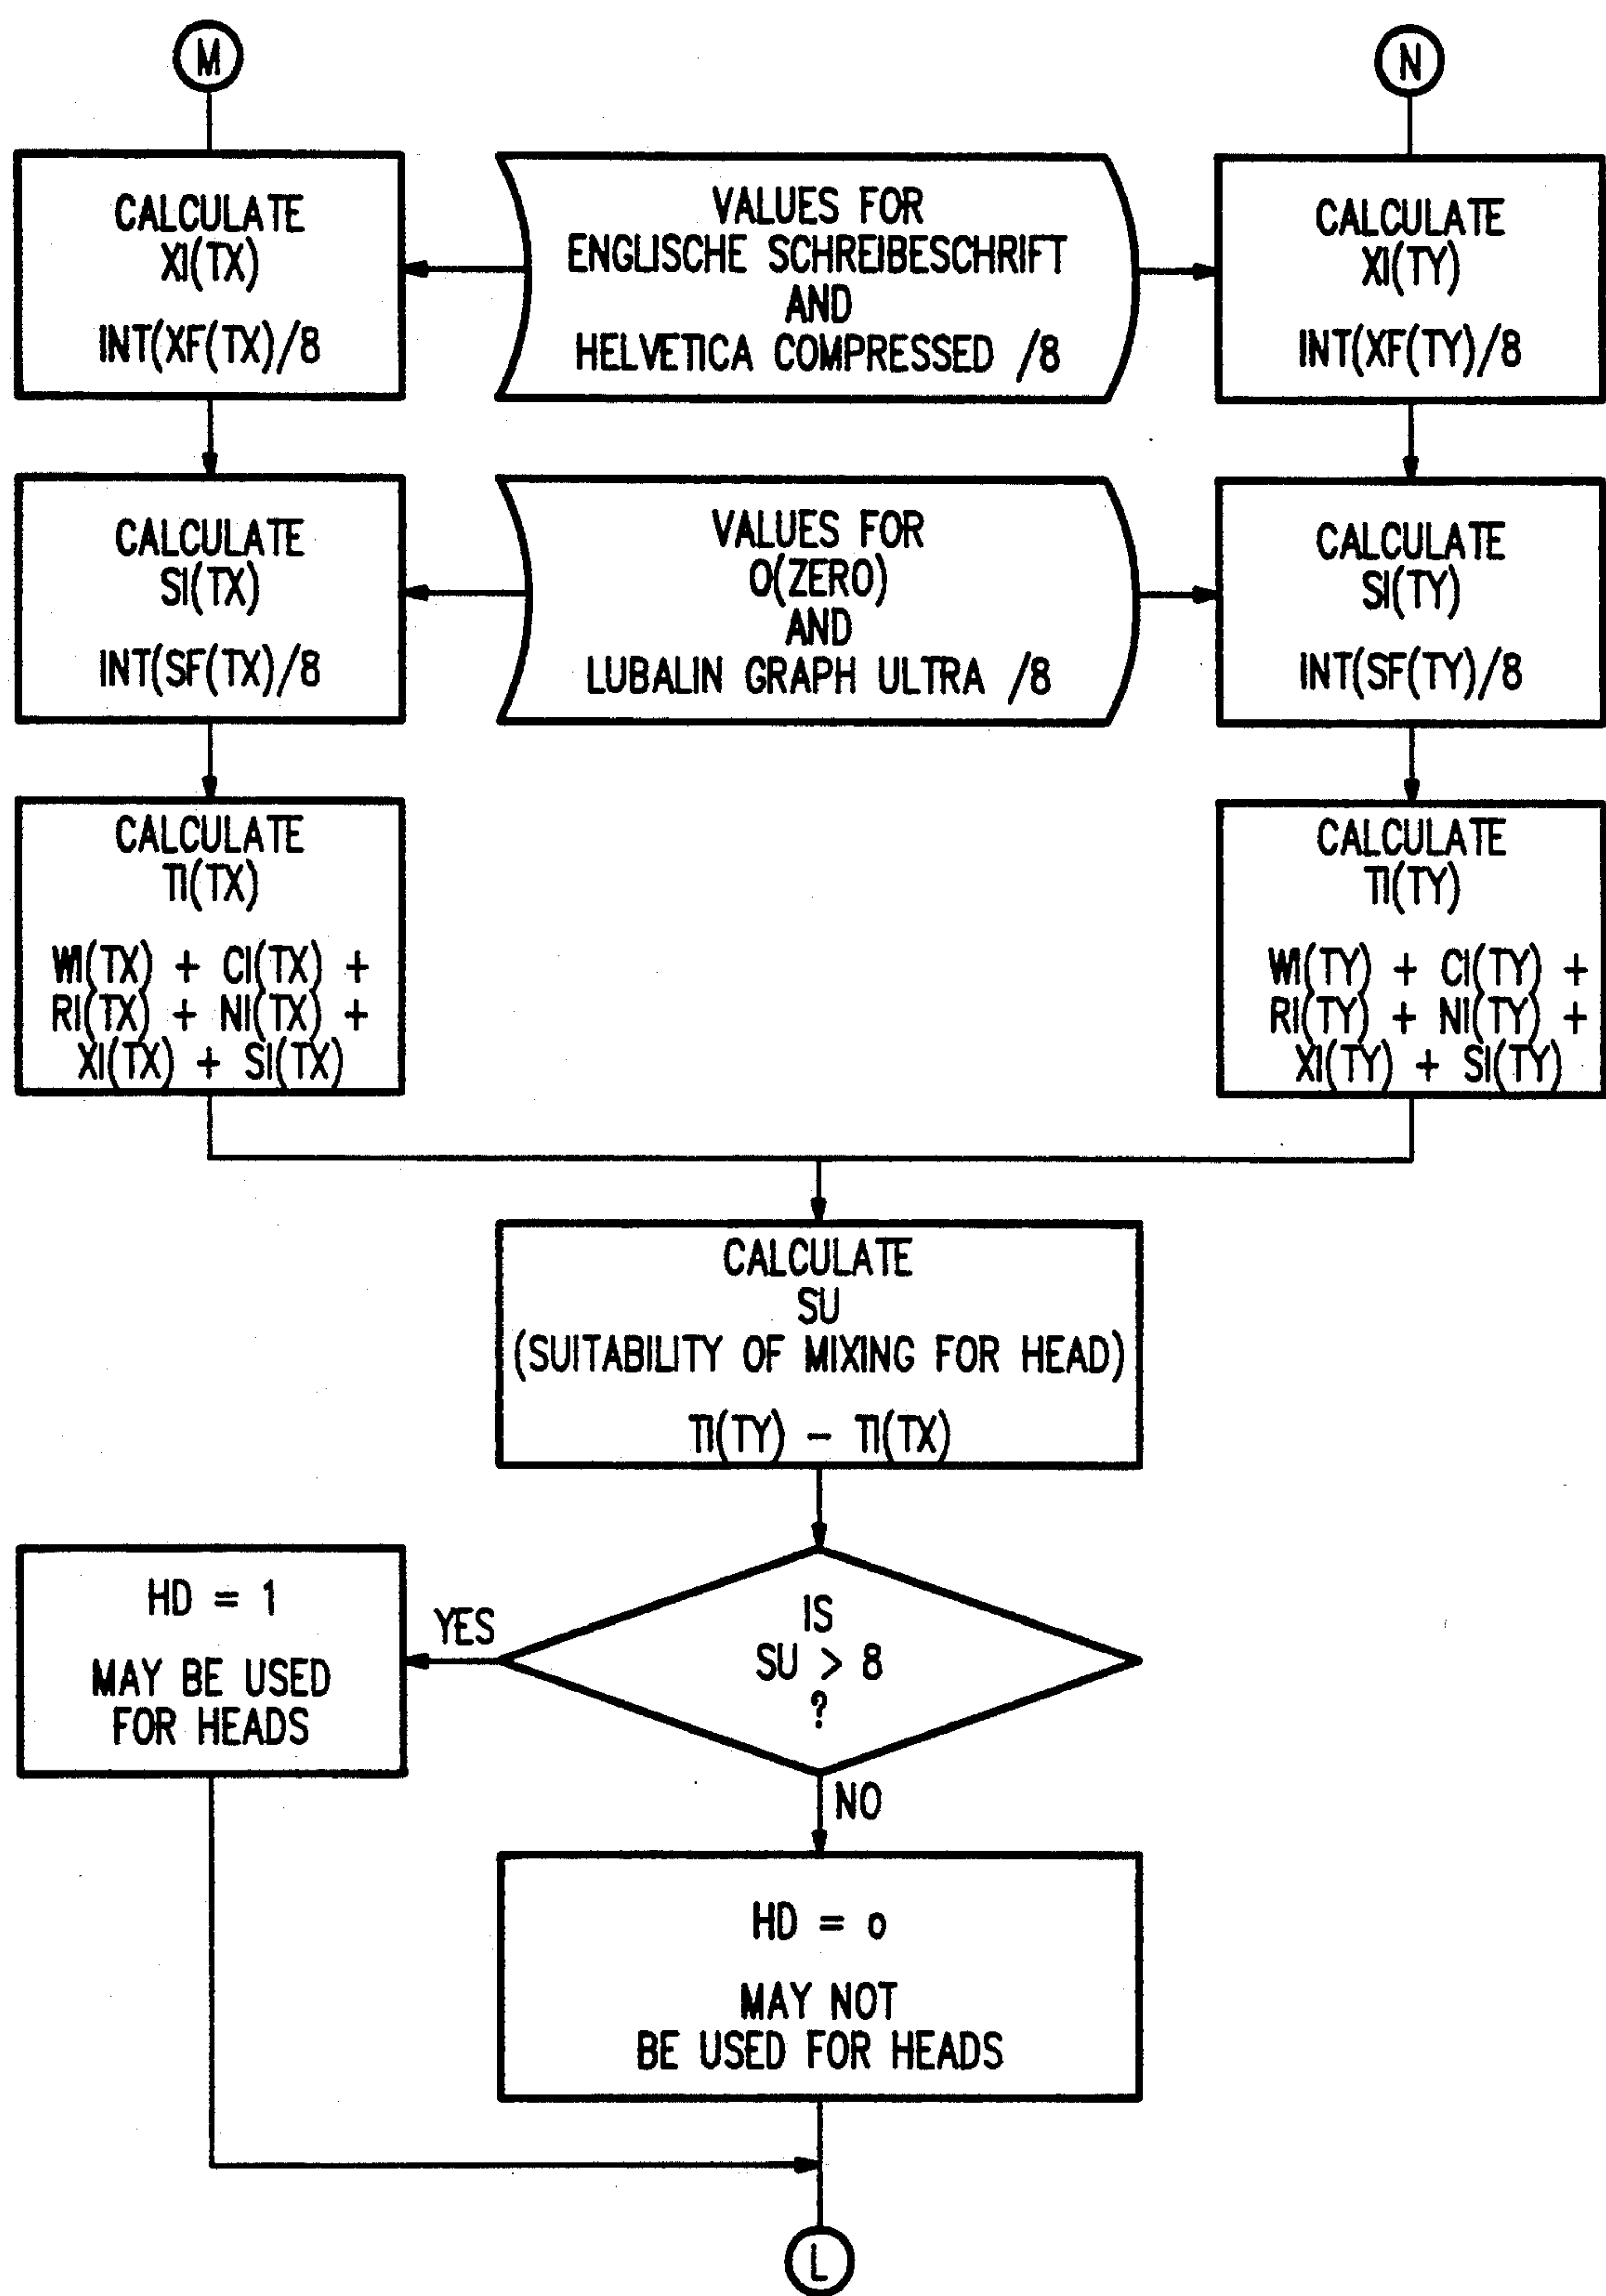 M
N
CALCULATE
XI(TX)
INT(XF(TX)/8
VALUES FOR
ENGLISCHE SCHREIBESCHRIFT
AND
HELVETICA COMPRESSED /8
CALCULATE
XI(TY)
INT(XF(TY)/8
CALCULATE
SI(TX)
INT(SF(TX)/8
VALUES FOR
0(ZERO)
AND
LUBALIN GRAPH ULTRA /8
CALCULATE
SI(TY)
INT(SF(TY)/8
CALCULATE
TI(TX)
WI(TX) + CI(TX) +
RI(TX) + NI(TX) +
XI(TX) + SI(TX)
CALCULATE
TI(TY)
WI(TY) + CI(TY) +
RI(TY) + NI(TY) +
XI(TY) + SI(TY)
CALCULATE
SU
(SUITABILITY OF MIXING FOR HEAD)
TI(TY) - TI(TX)
HD = 1
MAY BE USED
FOR HEADS
YES
IS
SU > 8
?
NO
HD = o
MAY NOT
BE USED FOR HEADS
L